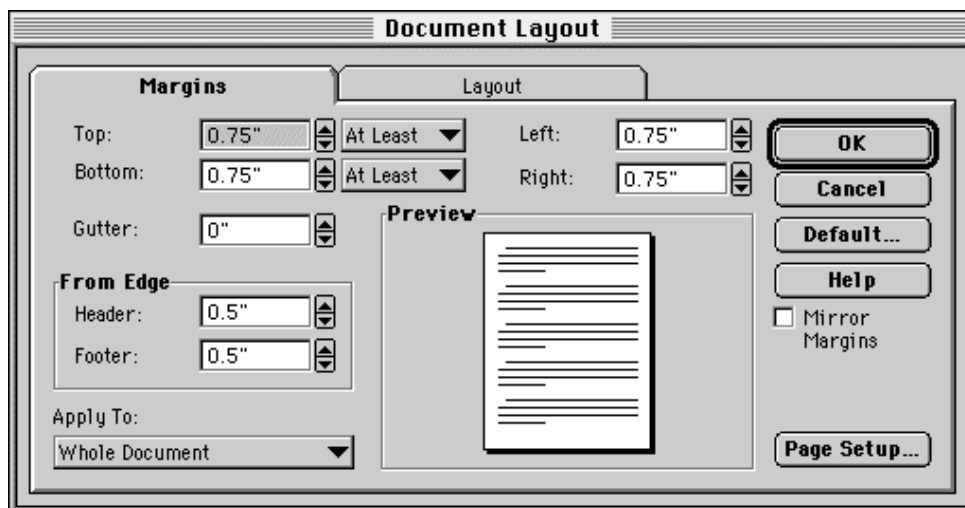 Document Layout
Margins
Layout
Top: 0.75" At Least
Bottom: 0.75" At Least
Gutter: 0"
From Edge
Header: 0.5"
Footer: 0.5"
Apply To:
Whole Document
Left: 0.75"
Right: 0.75"
Preview
OK
Cancel
Default...
Help
Mirror
Margins
Page Setup...